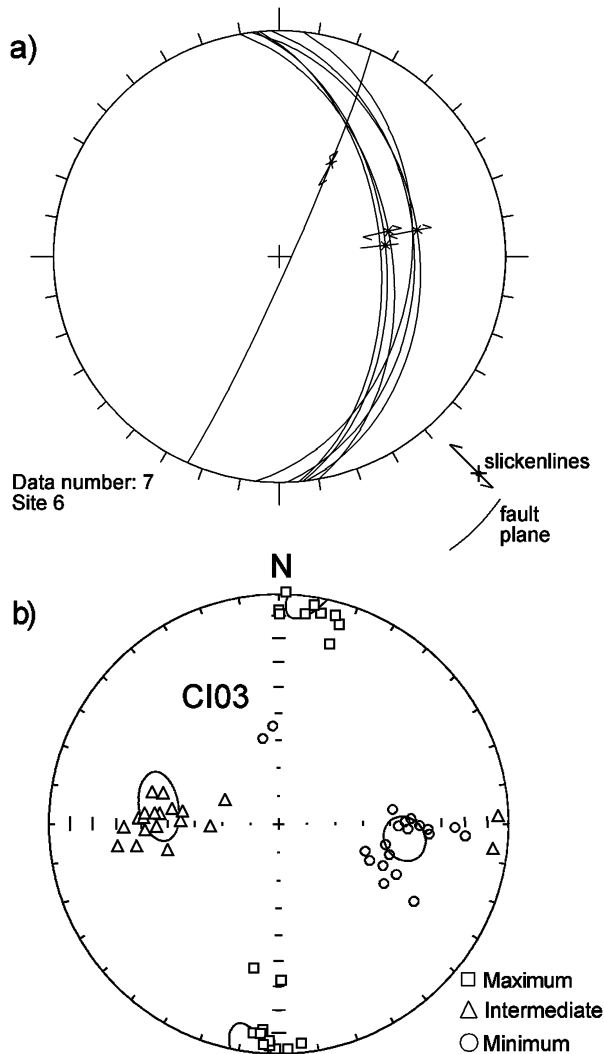 a)
Data number: 7
Site 6
slickenlines
fault
plane
N
b)
CI03
Maximum
Intermediate
Minimum